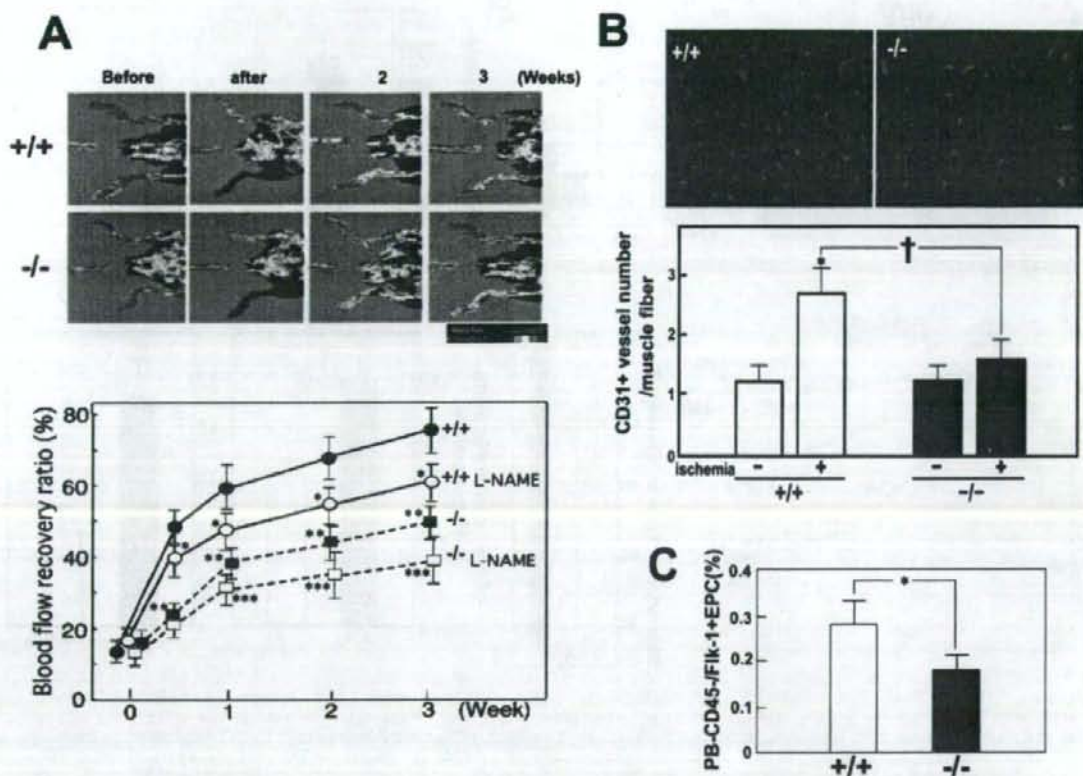 A
Before after 2 3 (Weeks)
+/+
-/-
Blood flow recovery ratio (%)
80
60
40
20
0
+/+
+/+ L-NAME
-/-
-/- L-NAME
* * *
** ** ** **
*** *** ***
0 1 2 3 (Week)
B
+/+ -/-
CD31+ vessel number
/muscle fiber
3
2
1
0
* †
ischemia - + - +
+/+ -/-
C
PB-CD45-/Flk-1+EPC(%)
0.4
0.3
0.2
0.1
0
*
+/+ -/-